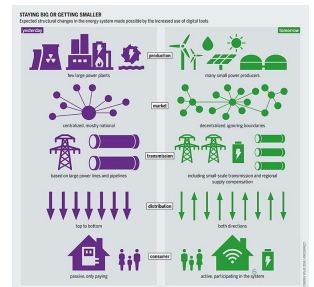 STAYING BIG OR GETTING SMALLER
Expected structural changes in the energy system made possible by the increased use of digital tools
yesterday
tomorrow
production
few large power plants
many small power producers
market
centralized, mostly national
decentralized, ignoring boundaries
transmission
based on large power lines and pipelines
including small-scale transmission and regional
supply compensation
distribution
top to bottom
both directions
consumer
passive, only paying
active, participating in the system